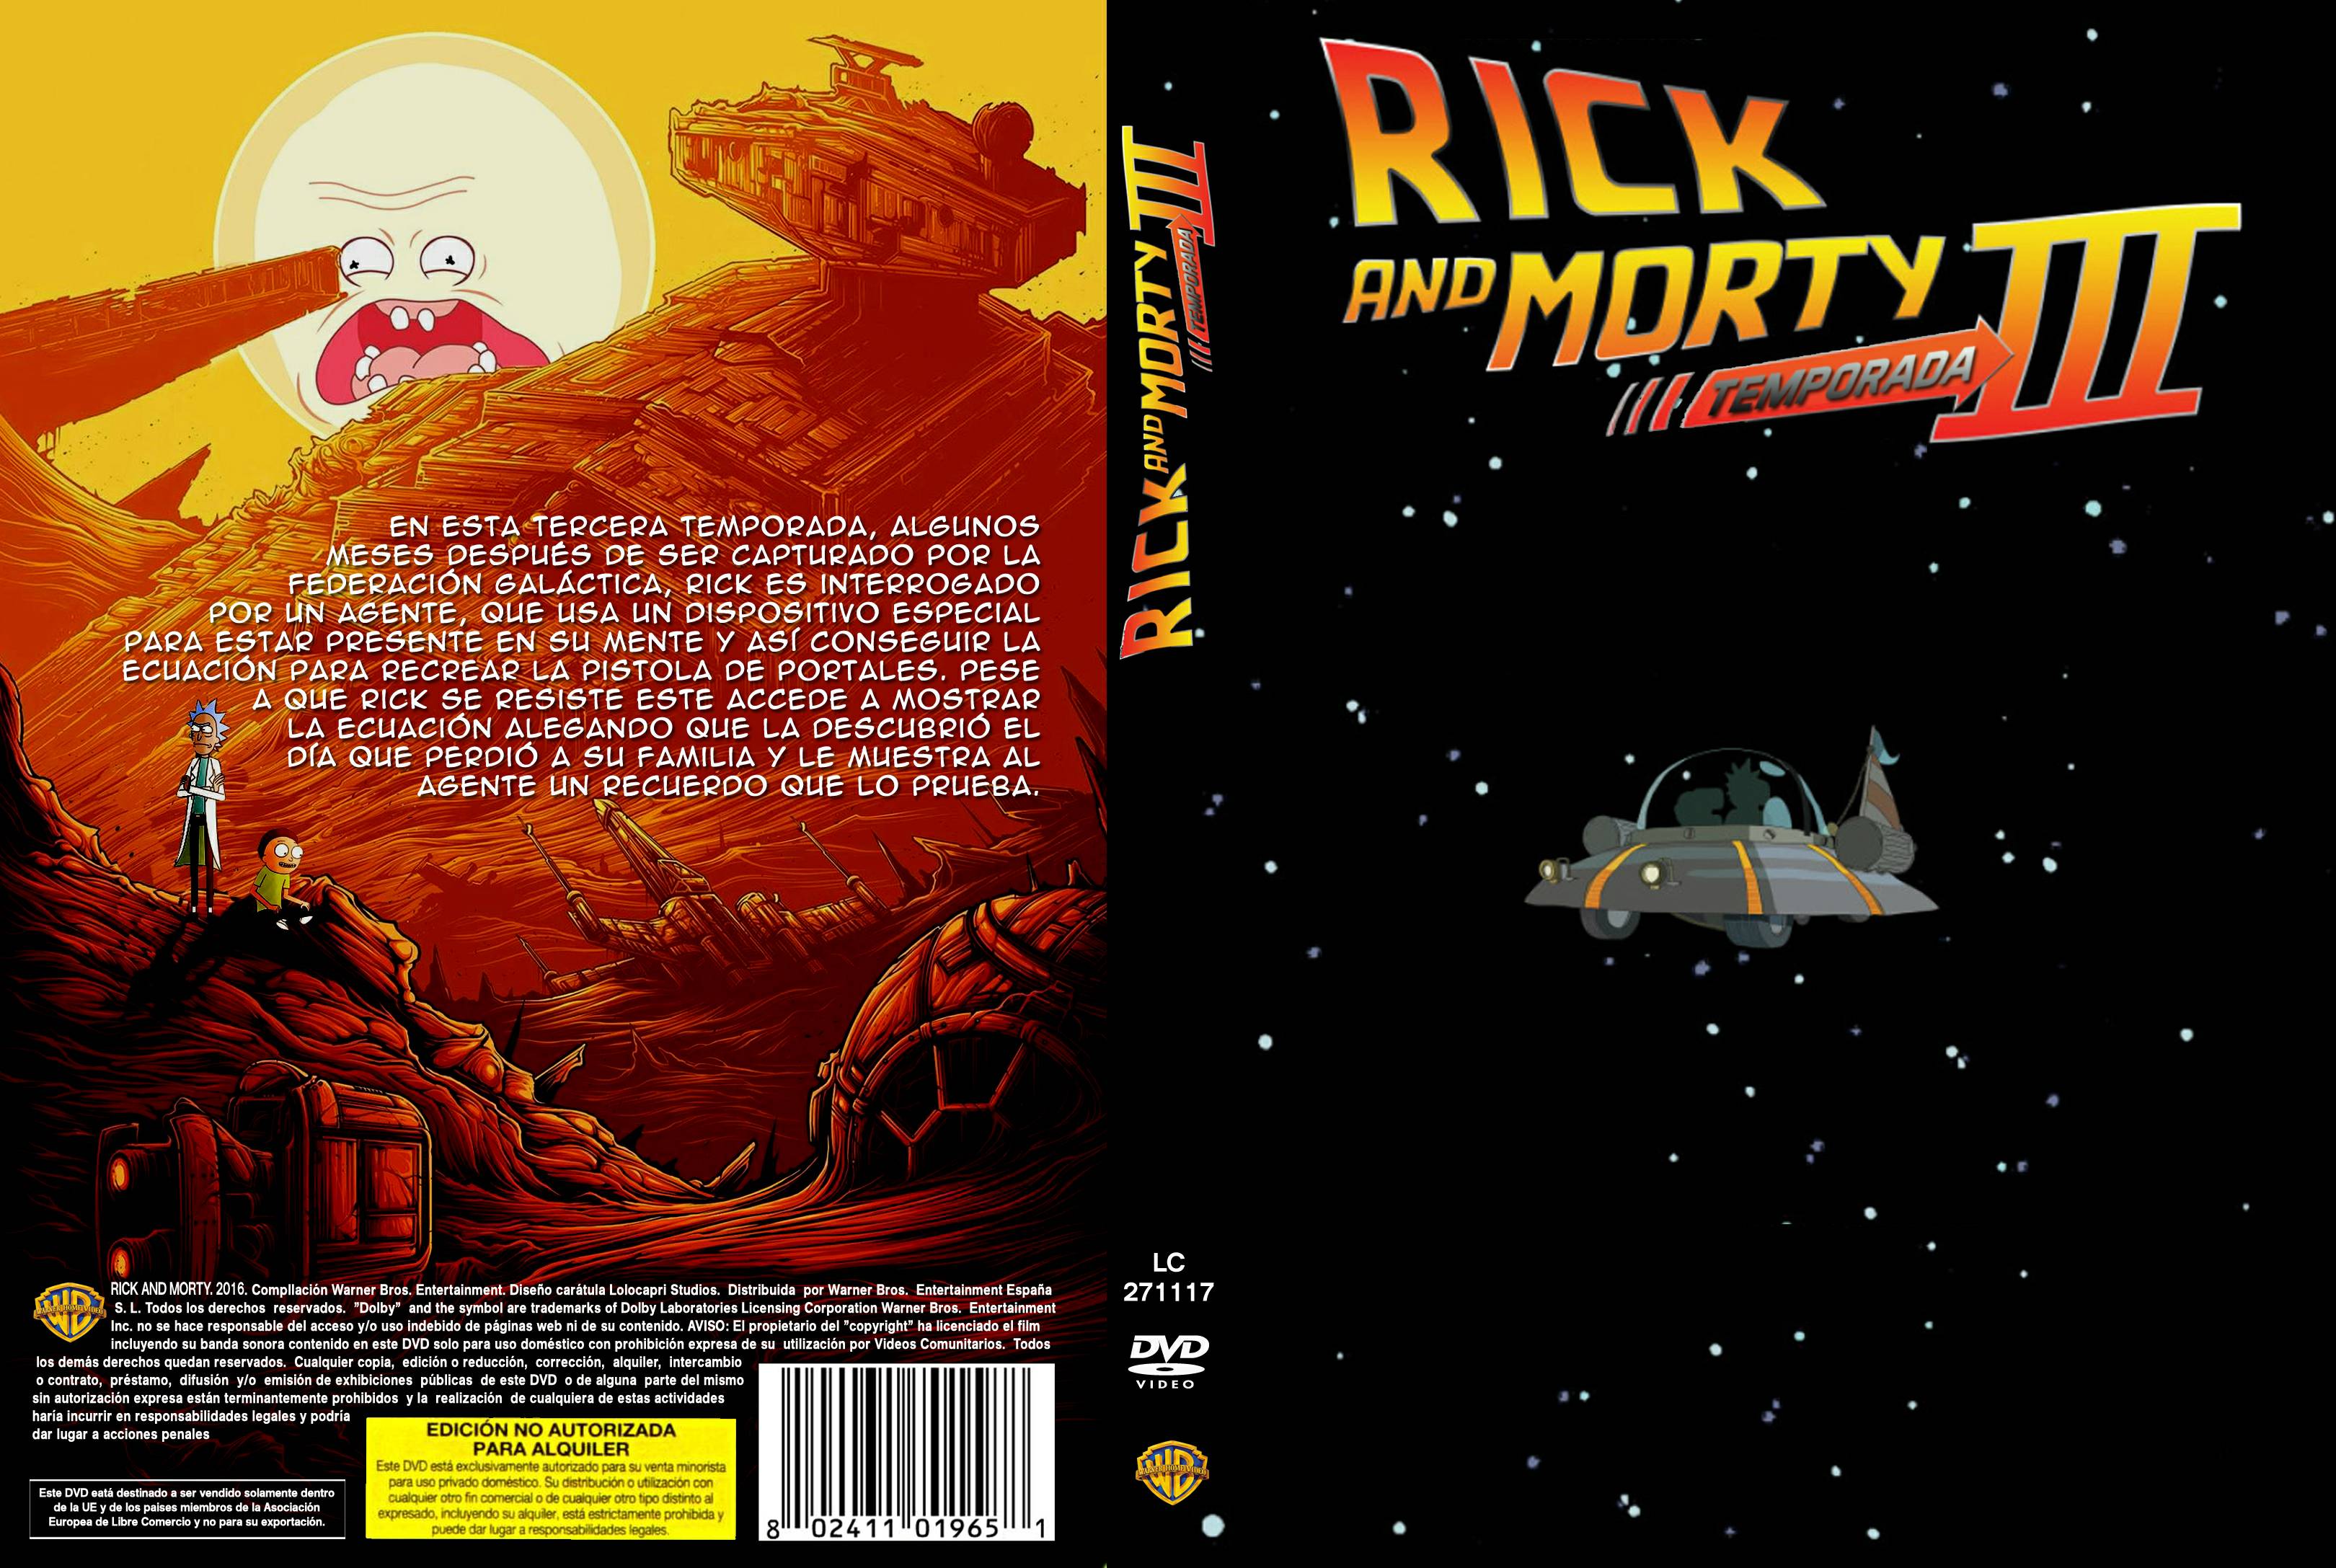 EN ESTA TERCERA TEMPORADA, ALGUNOS
MESES DESPUÉS DE SER CAPTURADO POR LA
FEDERACIÓN GALÁCTICA, RICK ES INTERROGADO
POR UN AGENTE, QUE USA UN DISPOSITIVO ESPECIAL
PARA ESTAR PRESENTE EN SU MENTE Y ASÍ CONSEGUIR LA
ECUACIÓN PARA RECREAR LA PISTOLA DE PORTALES. PESE
A QUE RICK SE RESISTE ESTE ACCEDE A MOSTRAR
LA ECUACIÓN ALEGANDO QUE LA DESCUBRIÓ EL
DÍA QUE PERDIÓ A SU FAMILIA Y LE MUESTRA AL
AGENTE UN RECUERDO QUE LO PRUEBA.
RICK AND MORTY. 2016. Compllación Warner Bros. Entertainment. Diseño carátula Lolocapri Studios. Distribuida por Warner Bros. Entertainment España
S. L. Todos los derechos reservados. "Dolby" and the symbol are trademarks of Dolby Laboratories Licensing Corporation Warner Bros. Entertainment
Inc. no se hace responsable del acceso y/o uso indebido de páginas web ni de su contenido. AVISO: El propietario del "copyright" ha licenciado el film
incluyendo su banda sonora contenido en este DVD solo para uso doméstico con prohibición expresa de su utilización por Videos Comunitarios. Todos
los demás derechos quedan reservados. Cualquier copia, edición o reducción, corrección, alquiler, intercambio
o contrato, préstamo, difusión y/o emisión de exhibiciones públicas de este DVD o de alguna parte del mismo
sin autorización expresa están terminantemente prohibidos y la realización de cualquiera de estas actividades
haría incurrir en responsabilidades legales y podría
dar lugar a acciones penales
WB
WARNER HOME VIDEO
Este DVD eatá destinado a ser vendido solamente dentro
de la UE y de los paises miembros de la Asociación
Europea de Libre Comercio y no para su exportación.
EDICIÓN NO AUTORIZADA
PARA ALQUILER
Este DVD está exclusivamente autorizado para su venta minorista
para uso privado doméstico. Su distribución o utilización con
cualquier otro fin comercial o de cualquier otro tipo distinto al
expresado, incluyendo su alquiler, está estrictamente prohibida y
puede dar lugar a responsabilidades legales.
8 02411 01965 1
RICK AND MORTY III
TEMPORADA
LC
271117
DVD
VIDEO
WB
WARNER HOME VIDEO
RICK
AND MORTY III
TEMPORADA